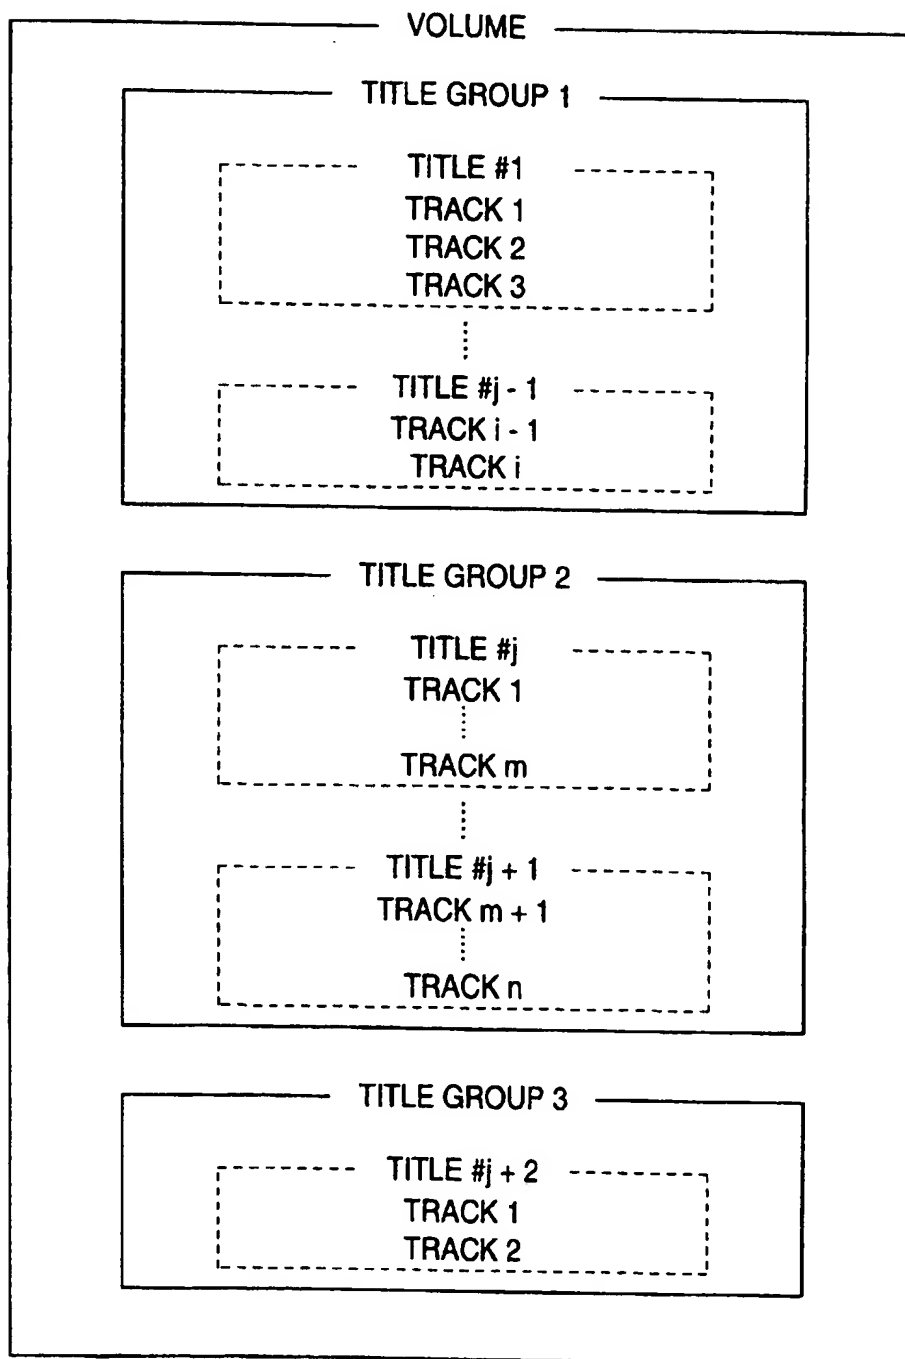 VOLUME
TITLE GROUP 1
TITLE #1
TRACK 1
TRACK 2
TRACK 3
TITLE #j - 1
TRACK i - 1
TRACK i
TITLE GROUP 2
TITLE #j
TRACK 1
TRACK m
TITLE #j + 1
TRACK m + 1
TRACK n
TITLE GROUP 3
TITLE #j + 2
TRACK 1
TRACK 2